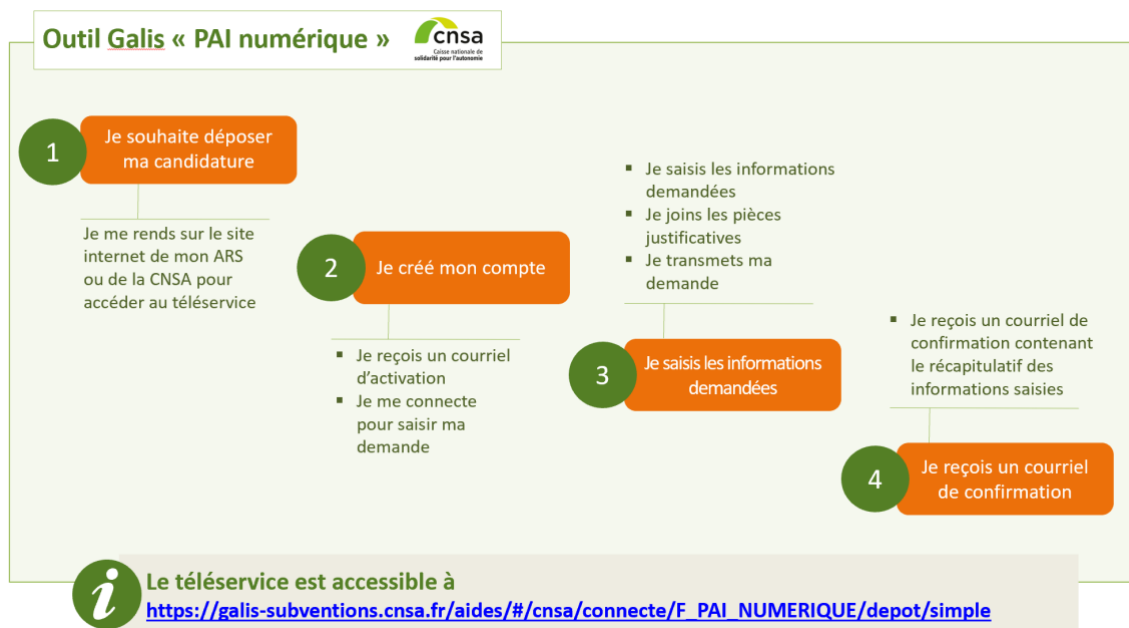 Outil Galis « PAI numérique »
cnsa
Caisse nationale de
solidarité pour l'autonomie
1
Je souhaite déposer
ma candidature
Je me rends sur le site
internet de mon ARS
ou de la CNSA pour
accéder au téléservice
2
Je créé mon compte
▪ Je reçois un courriel
d'activation
▪ Je me connecte
pour saisir ma
demande
▪ Je saisis les informations
demandées
▪ Je joins les pièces
justificatives
▪ Je transmets ma
demande
3
Je saisis les informations
demandées
▪ Je reçois un courriel de
confirmation contenant
le récapitulatif des
informations saisies
4
Je reçois un courriel
de confirmation
i
Le téléservice est accessible à
https://galis-subventions.cnsa.fr/aides/#/cnsa/connecte/F_PAI_NUMERIQUE/depot/simple